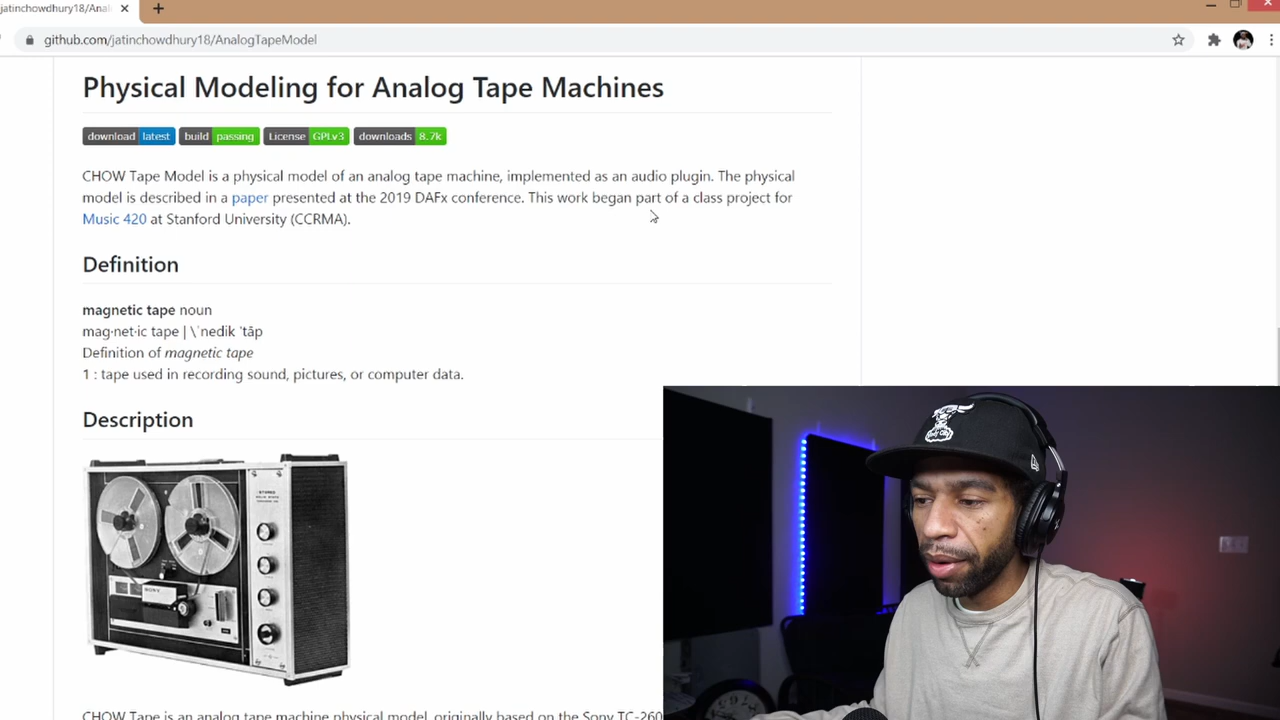 jatinchowdhury18/Anal
github.com/jatinchowdhury18/AnalogTapeModel
Physical Modeling for Analog Tape Machines
download latest build passing License GPLv3 downloads 8.7k
CHOW Tape Model is a physical model of an analog tape machine, implemented as an audio plugin. The physical
model is described in a paper presented at the 2019 DAFx conference. This work began part of a class project for
Music 420 at Stanford University (CCRMA).
Definition
magnetic tape noun
mag·net·ic tape | \ ˈnedik ˈtāp
Definition of magnetic tape
1 : tape used in recording sound, pictures, or computer data.
Description
STEREO
SONY
CHOW Tape is an analog tape machine physical model, originally based on the Sony TC-260